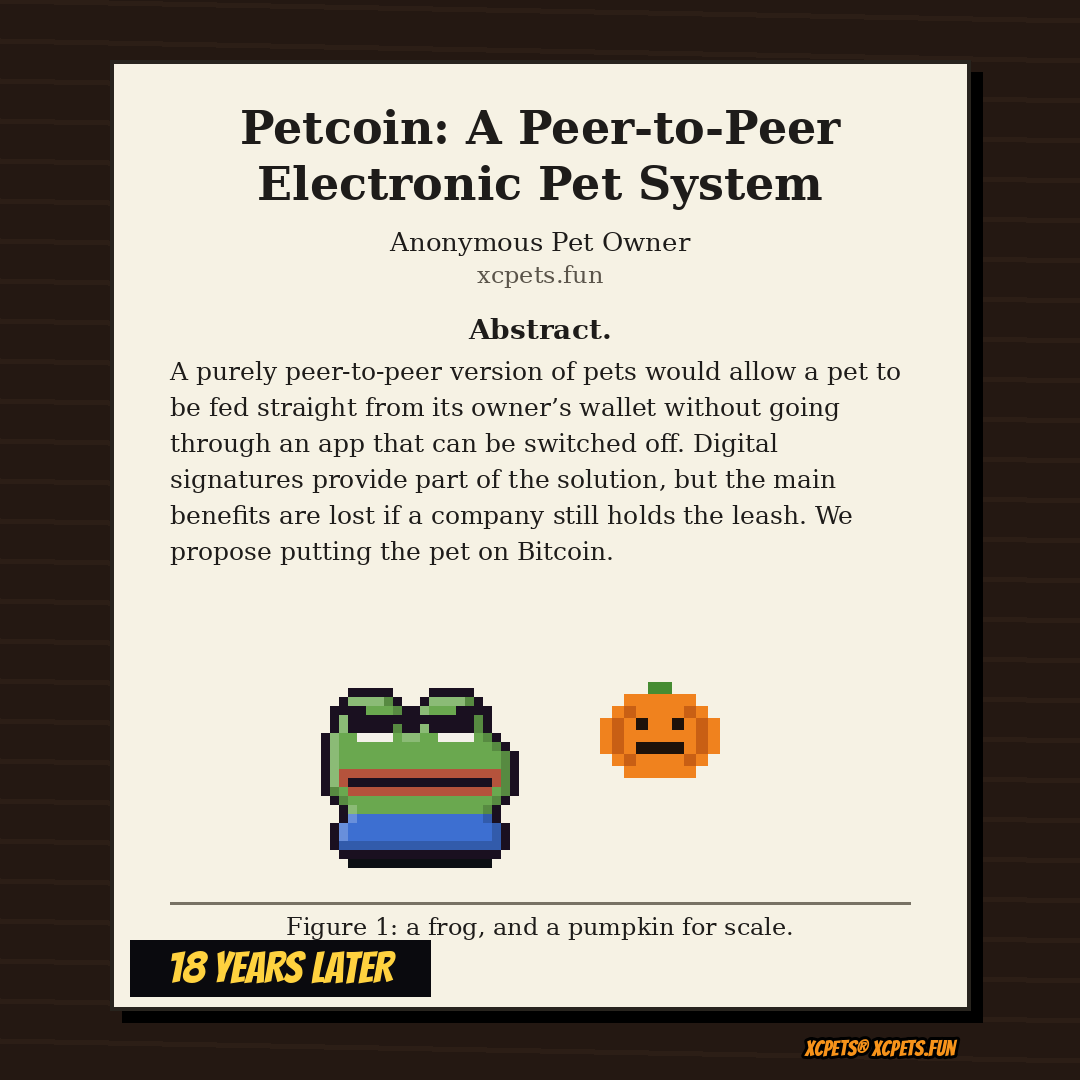 Petcoin: A Peer-to-Peer
Electronic Pet System
Anonymous Pet Owner
xcpets.fun
Abstract.
A purely peer-to-peer version of pets would allow a pet to
be fed straight from its owner’s wallet without going
through an app that can be switched off. Digital
signatures provide part of the solution, but the main
benefits are lost if a company still holds the leash. We
propose putting the pet on Bitcoin.
Figure 1: a frog, and a pumpkin for scale.
18 YEARS LATER
XCPETS® XCPETS.FUN